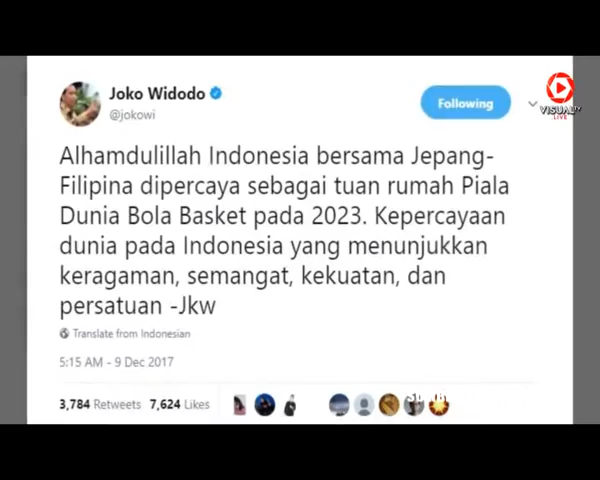 Joko Widodo
@jokowi
Following
VISUALTV
LIVE
Alhamdulillah Indonesia bersama Jepang-
Filipina dipercaya sebagai tuan rumah Piala
Dunia Bola Basket pada 2023. Kepercayaan
dunia pada Indonesia yang menunjukkan
keragaman, semangat, kekuatan, dan
persatuan -Jkw
Translate from Indonesian
5:15 AM - 9 Dec 2017
3,784 Retweets 7,624 Likes